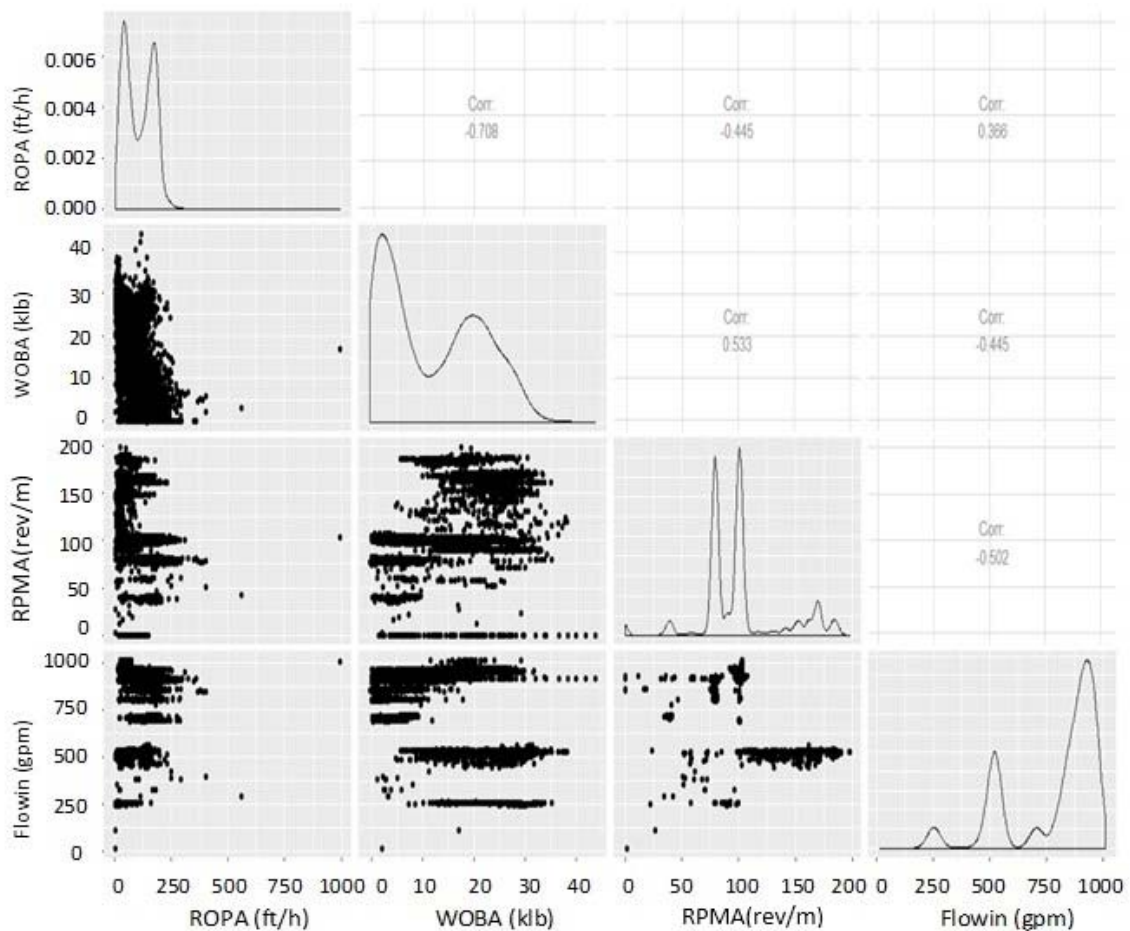 ROPA (ft/h)
0.006
0.004
0.002
0.000
Corr:
-0.708
Corr:
-0.445
Corr:
0.366
WOBA (klb)
40
30
20
10
0
Corr:
0.533
Corr:
-0.445
RPMA(rev/m)
200
150
100
50
0
Corr:
-0.502
Flowin (gpm)
1000
750
500
250
0
0 250 500 750 1000
0 10 20 30 40
0 50 100 150 200
0 250 500 750 1000
ROPA (ft/h)
WOBA (klb)
RPMA(rev/m)
Flowin (gpm)